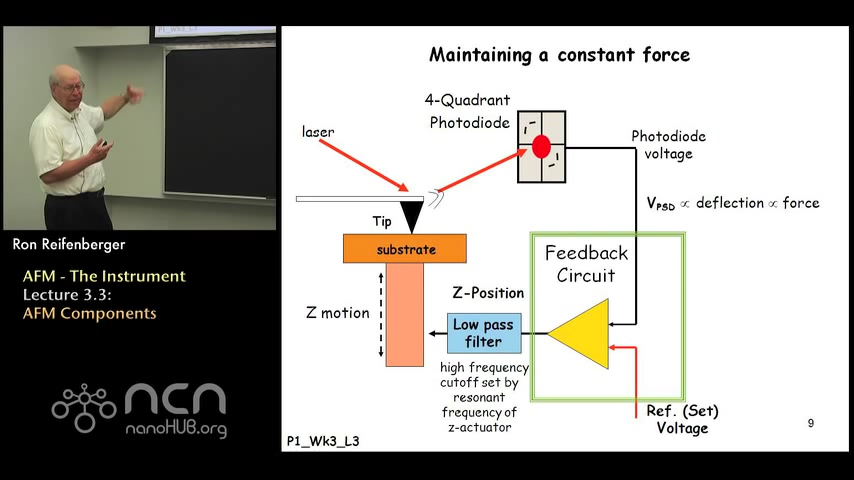 P1_Wk3_L3
Maintaining a constant force
4-Quadrant
Photodiode
laser
Photodiode
voltage
VPSD ∝ deflection ∝ force
Tip
substrate
Feedback
Circuit
Z-Position
Z motion
Low pass
filter
high frequency
cutoff set by
resonant
frequency of
z-actuator
Ref. (Set)
Voltage
9
P1_Wk3_L3
Ron Reifenberger
AFM - The Instrument
Lecture 3.3:
AFM Components
ncn
nanoHUB.org